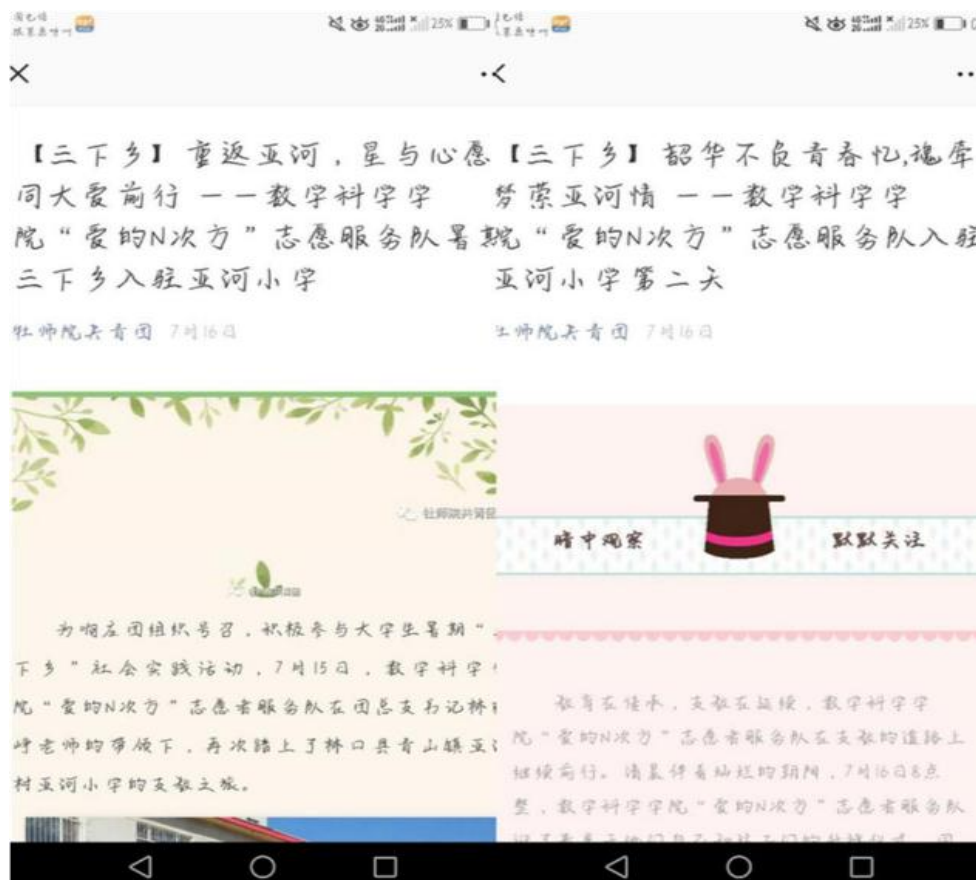 25%
【三下乡】重返亚河，星与心愿
同大爱前行——数学科学学
院“爱的N次方”志愿服务队暑期
三下乡入驻亚河小学
牡师院共青团 7月16日
牡师院共青团
为响应团组织号召，积极参与大学生暑期“
下乡”社会实践活动，7月15日，数学科学
院“爱的N次方”志愿者服务队在团总支书记林
峰老师的带领下，再次踏上了林口县青山镇亚
村亚河小学的支教之旅。
25%
【三下乡】韶华不负青春忆,魂牵
梦萦亚河情——数学科学学
院“爱的N次方”志愿服务队入驻
亚河小学第二天
师院共青团 7月16日
暗中观察
默默关注
教育在传承，支教在延续，数学科学学
院“爱的N次方”志愿者服务队在支教的道路上
继续前行。清晨伴着灿烂的朝阳，7月16日8点
整，数学科学学院“爱的N次方”志愿者服务队